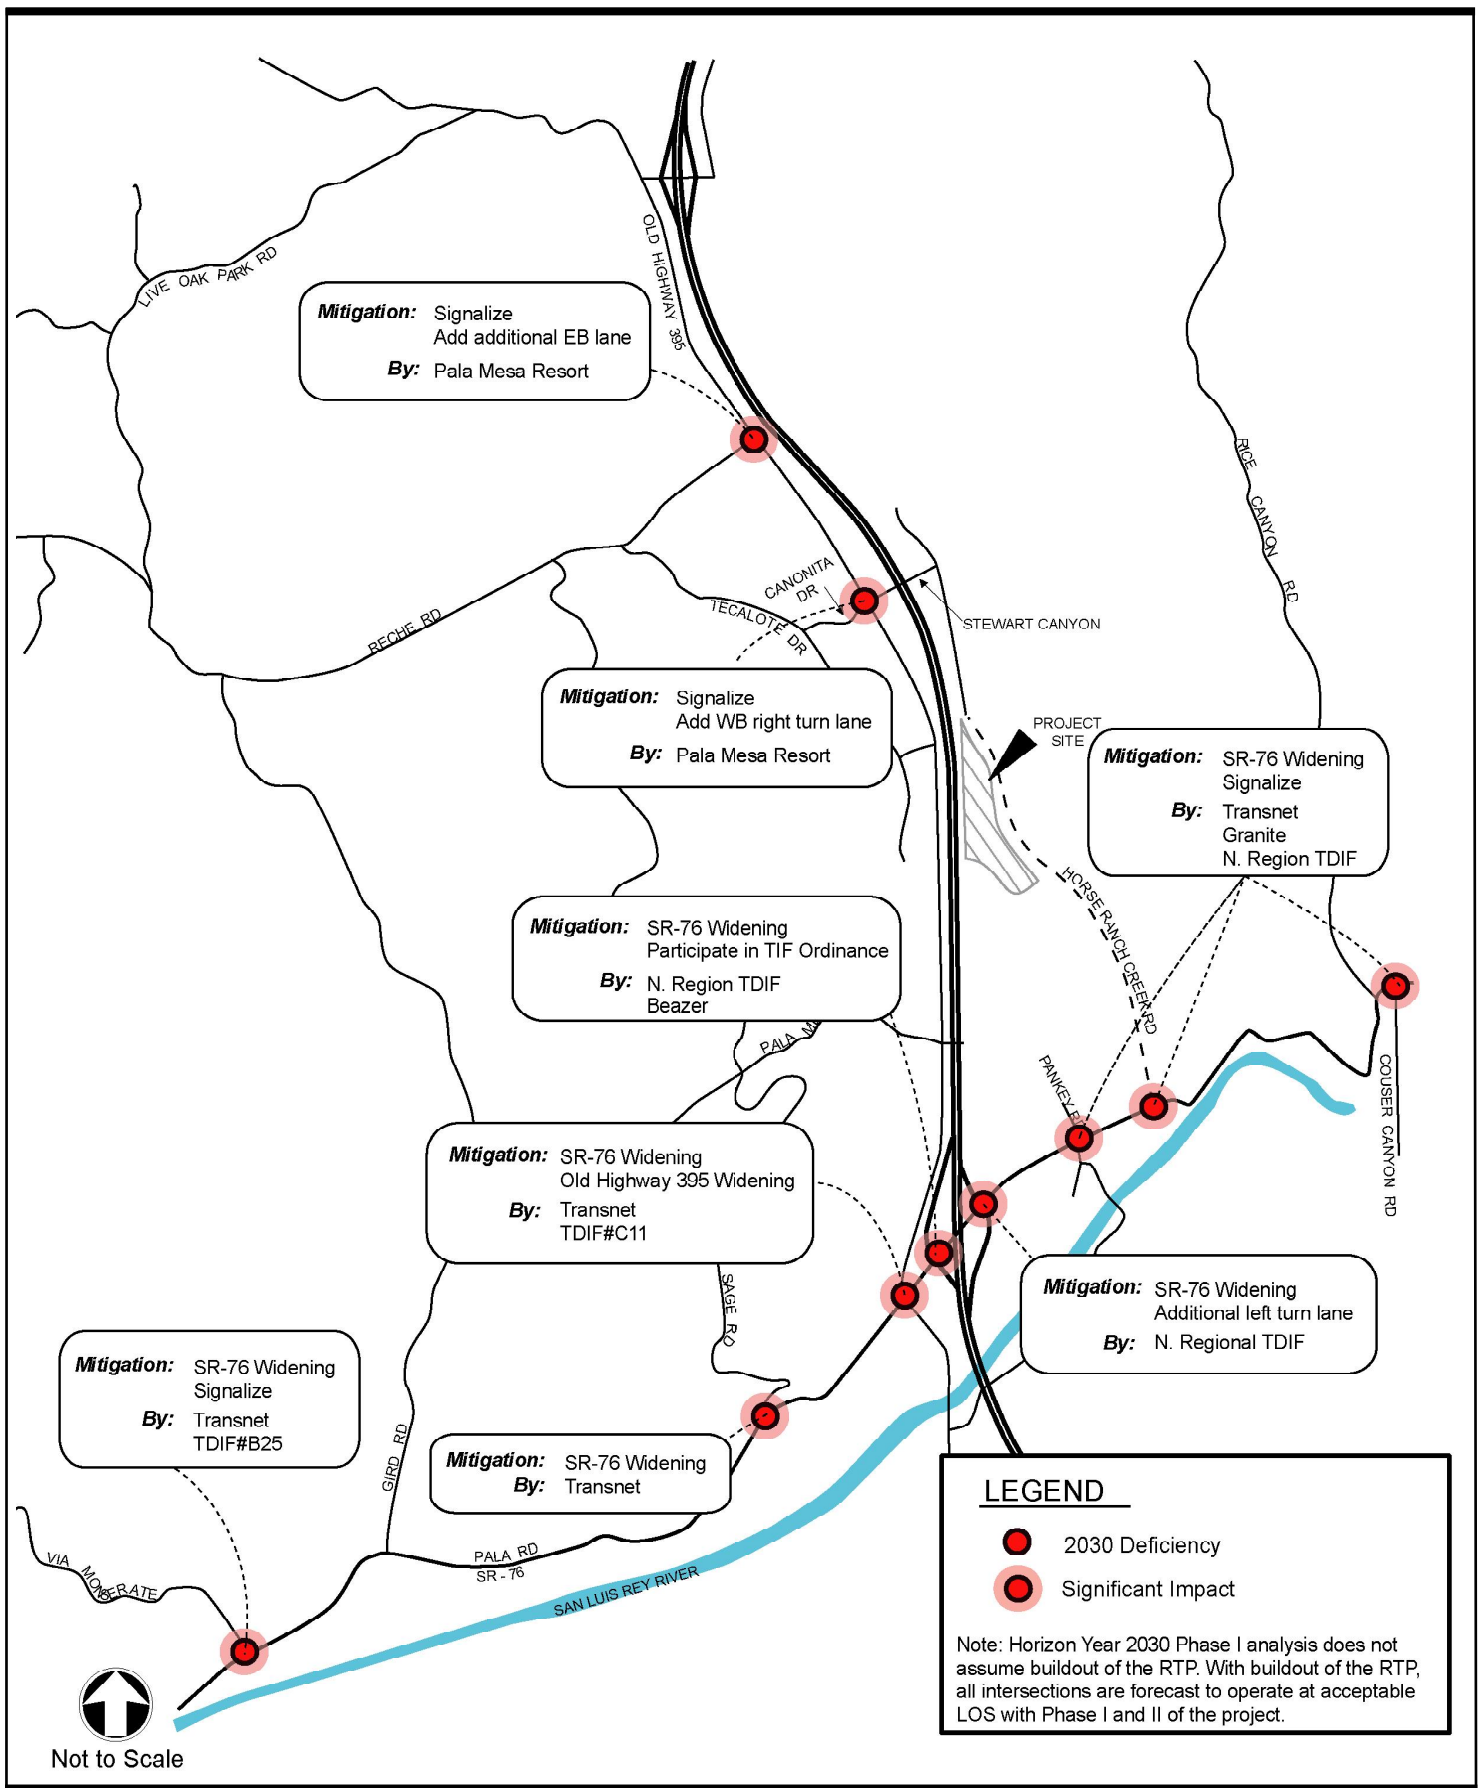 OLD HIGHWAY 395
LIVE OAK PARK RD
Mitigation: Signalize
Add additional EB lane
By: Pala Mesa Resort
RICE CANYON RD
CANONITA
DR
TECALOTE DR
STEWART CANYON
RECHE RD
Mitigation: Signalize
Add WB right turn lane
By: Pala Mesa Resort
PROJECT
SITE
Mitigation: SR-76 Widening
Signalize
By: Transnet
Granite
N. Region TDIF
HORSE RANCH CREEK RD
Mitigation: SR-76 Widening
Participate in TIF Ordinance
By: N. Region TDIF
Beazer
PALA
PANKEY RD
COUSER CANYON RD
Mitigation: SR-76 Widening
Old Highway 395 Widening
By: Transnet
TDIF#C11
SAGE RD
Mitigation: SR-76 Widening
Additional left turn lane
By: N. Regional TDIF
Mitigation: SR-76 Widening
Signalize
By: Transnet
TDIF#B25
GIRD RD
Mitigation: SR-76 Widening
By: Transnet
PALA RD
SR-76
SAN LUIS REY RIVER
VIA MONSERATE
LEGEND
2030 Deficiency
Significant Impact
Note: Horizon Year 2030 Phase I analysis does not
assume buildout of the RTP. With buildout of the RTP,
all intersections are forecast to operate at acceptable
LOS with Phase I and II of the project.
Not to Scale